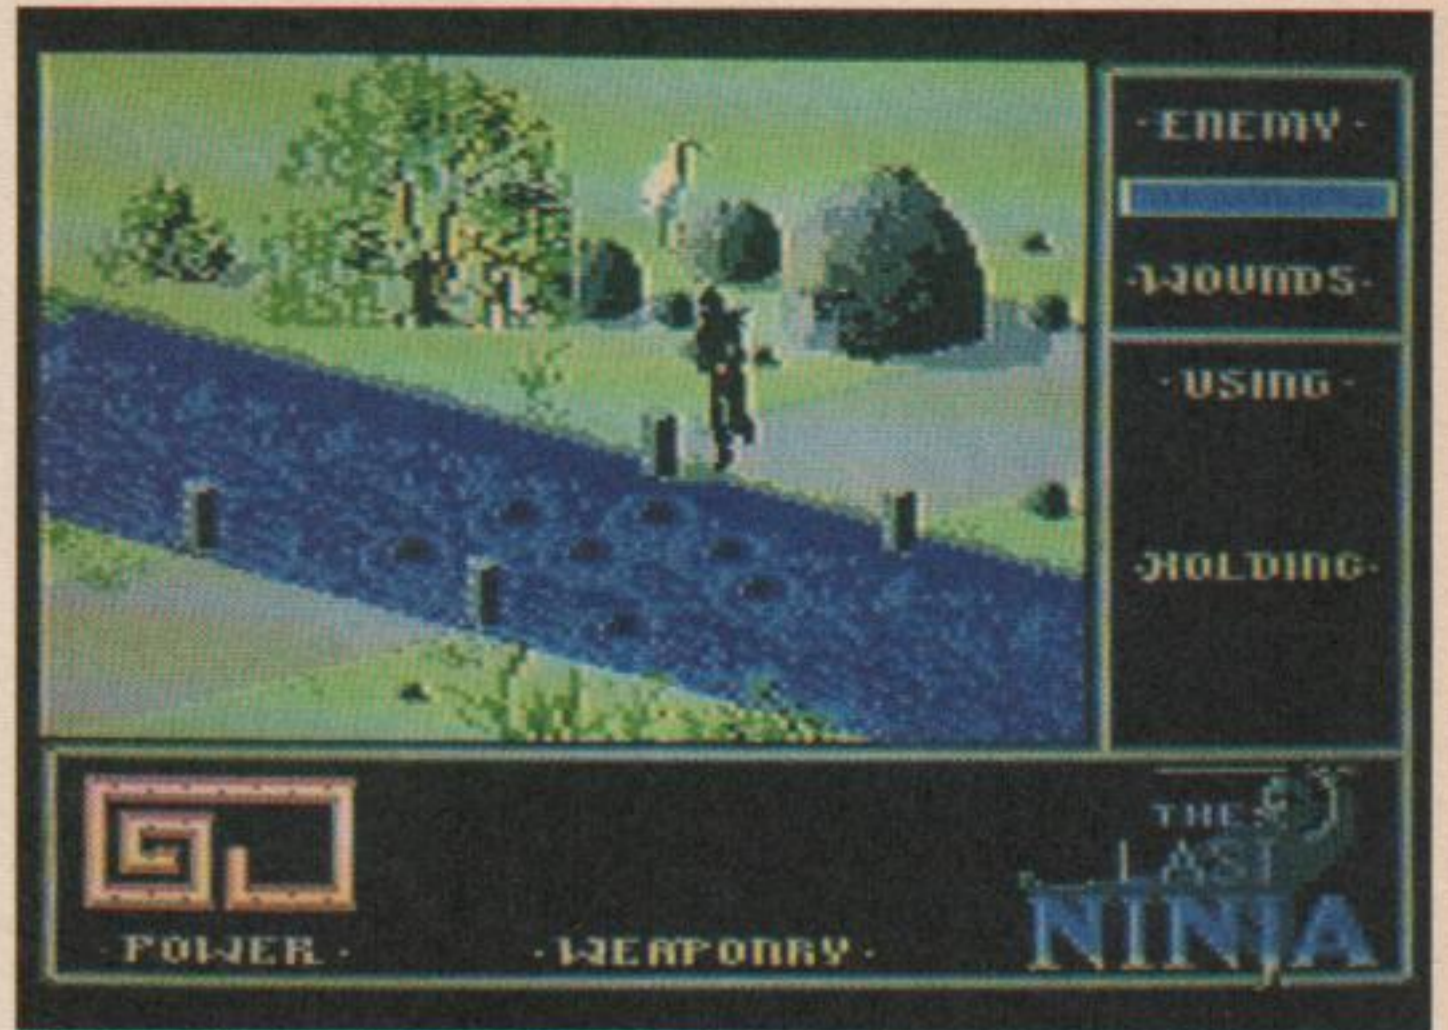 ·ENEMY·
·WOUNDS·
·USING·
·HOLDING·
·POWER·
·WEAPONRY·
THE
LAST
NINJA